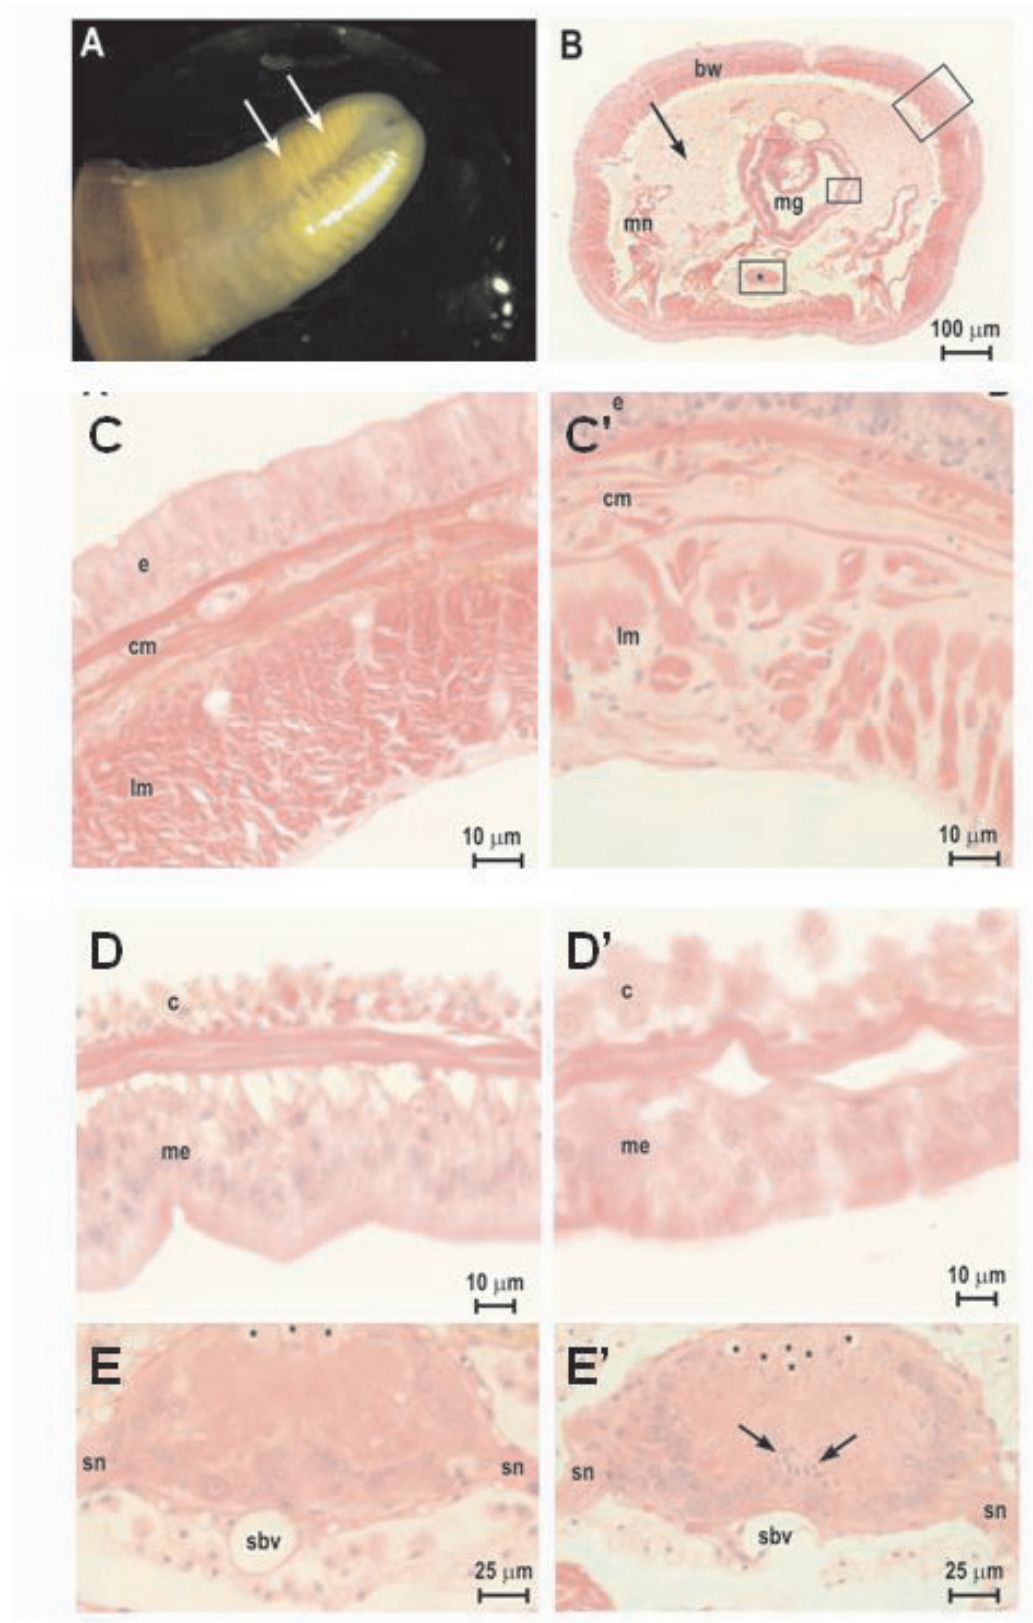 A
B
bw
mn
mg
*
100 μm
C
e
cm
lm
10 μm
C'
e
cm
lm
10 μm
D
c
me
10 μm
D'
c
me
10 μm
E
* * *
sn
sn
sbv
25 μm
E'
* * * * * *
sn
sn
sbv
25 μm